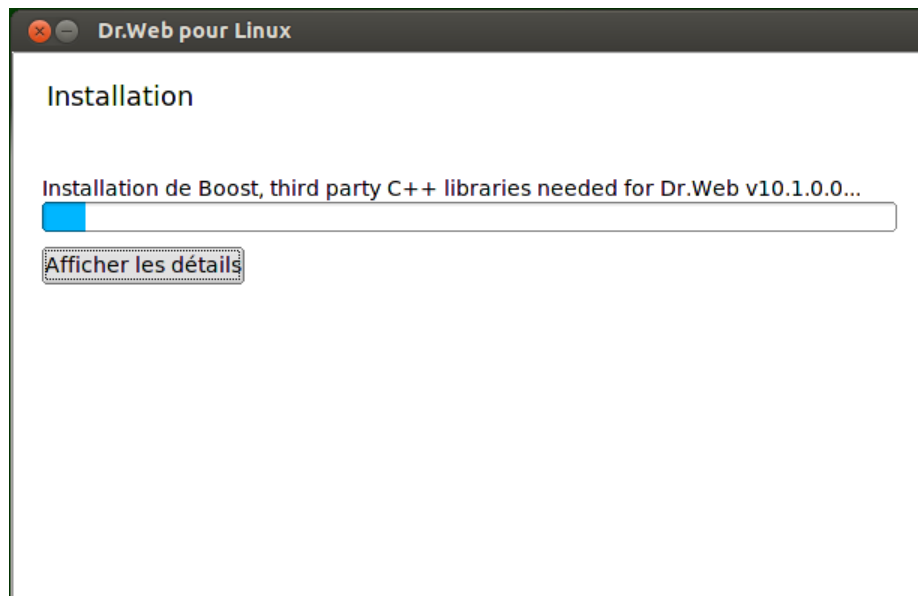 Dr.Web pour Linux
Installation
Installation de Boost, third party C++ libraries needed for Dr.Web v10.1.0.0...
Afficher les détails